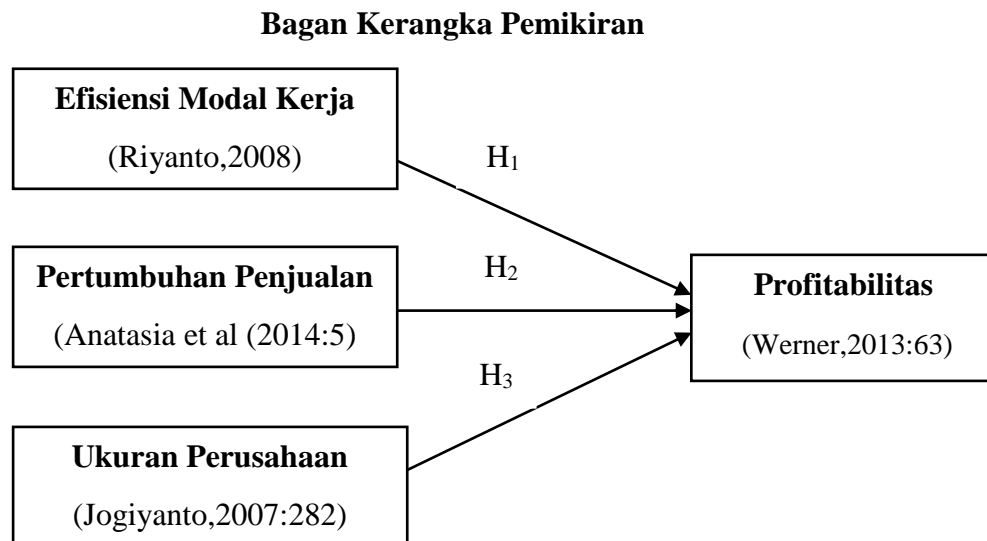 Bagan Kerangka Pemikiran
Efisiensi Modal Kerja
(Riyanto,2008)
H1
Pertumbuhan Penjualan
(Anatasia et al (2014:5)
H2
Profitabilitas
(Werner,2013:63)
H3
Ukuran Perusahaan
(Jogiyanto,2007:282)